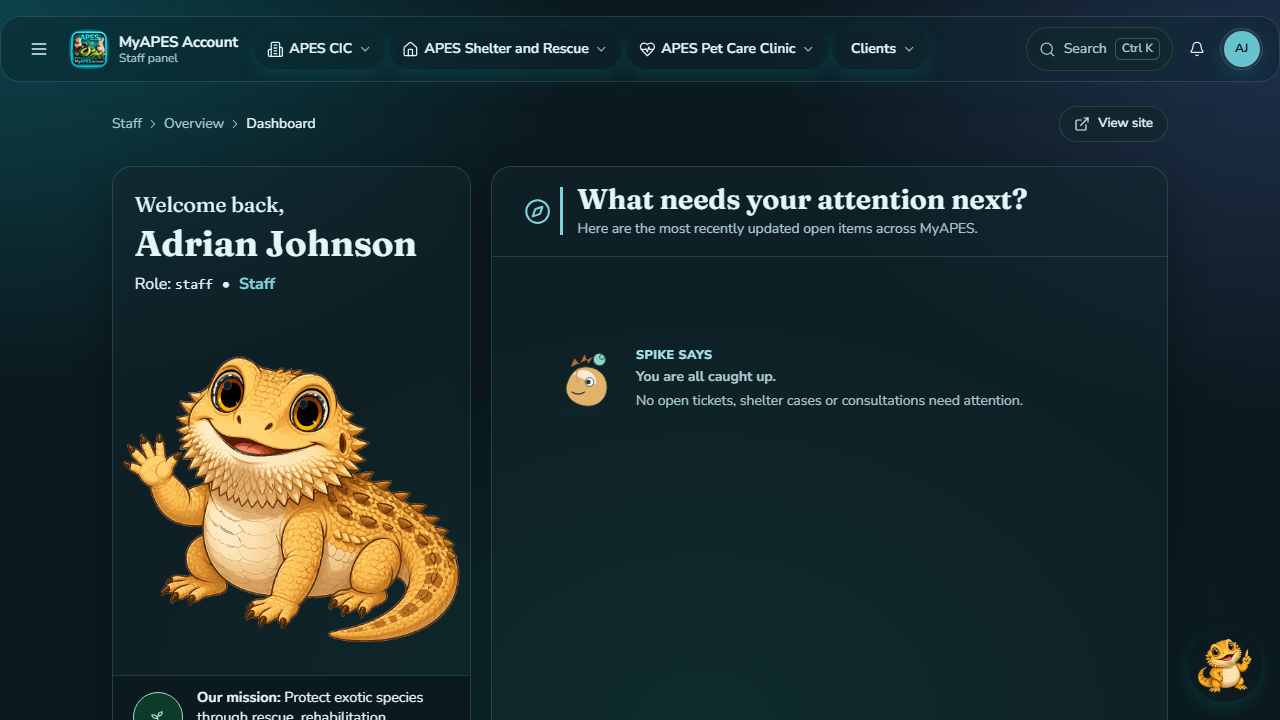 APES
MyAPES Account
MyAPES Account
Staff panel
APES CIC
APES Shelter and Rescue
APES Pet Care Clinic
Clients
Search
Ctrl K
AJ
Staff
Overview
Dashboard
View site
Welcome back,
Adrian Johnson
Role: staff • Staff
Our mission: Protect exotic species
through rescue, rehabilitation
What needs your attention next?
Here are the most recently updated open items across MyAPES.
SPIKE SAYS
You are all caught up.
No open tickets, shelter cases or consultations need attention.